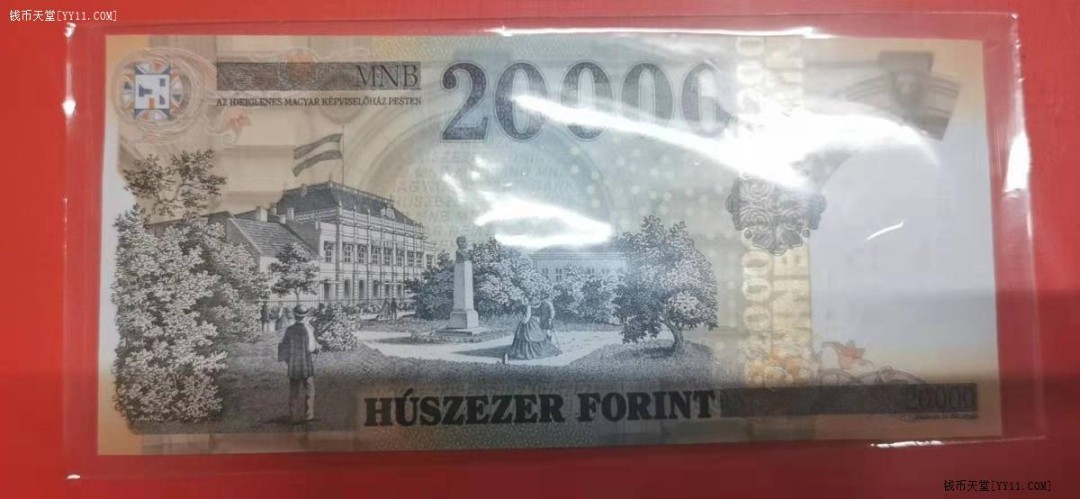 钱币天堂[YY11.COM]
MNB
AZ IDEIGLENES MAGYAR KÉPVISELŐHÁZ PESTEN
20000
HÚSZEZER FORINT
20000
钱币天堂[YY11.COM]